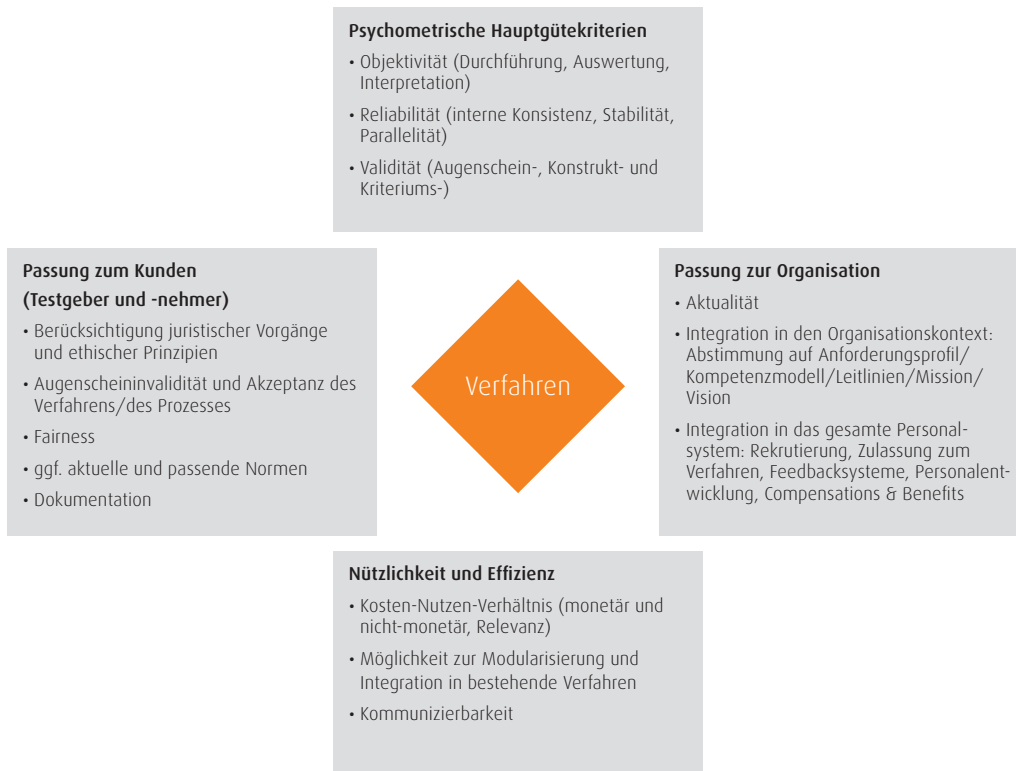 Psychometrische Hauptgütekriterien
• Objektivität (Durchführung, Auswertung,
Interpretation)
• Reliabilität (interne Konsistenz, Stabilität,
Parallelität)
• Validität (Augenschein-, Konstrukt- und
Kriteriums-)
Passung zum Kunden
(Testgeber und -nehmer)
• Berücksichtigung juristischer Vorgänge
und ethischer Prinzipien
• Augenscheininvalidität und Akzeptanz des
Verfahrens/des Prozesses
• Fairness
• ggf. aktuelle und passende Normen
• Dokumentation
Verfahren
Passung zur Organisation
• Aktualität
• Integration in den Organisationskontext:
Abstimmung auf Anforderungsprofil/
Kompetenzmodell/Leitlinien/Mission/
Vision
• Integration in das gesamte Personal-
system: Rekrutierung, Zulassung zum
Verfahren, Feedbacksysteme, Personalent-
wicklung, Compensations & Benefits
Nützlichkeit und Effizienz
• Kosten-Nutzen-Verhältnis (monetär und
nicht-monetär, Relevanz)
• Möglichkeit zur Modularisierung und
Integration in bestehende Verfahren
• Kommunizierbarkeit